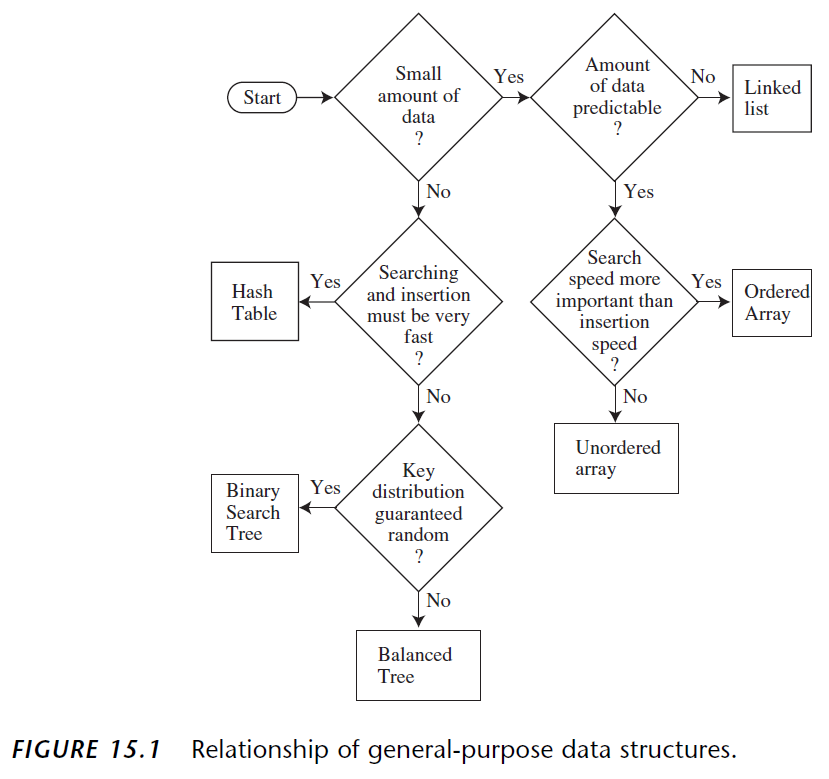 Start
Small
amount of
data
?
Yes
Amount
of data
predictable
?
No
Linked
list
No
Yes
Searching
and insertion
must be very
fast
?
Yes
Hash
Table
Search
speed more
important than
insertion
speed
?
Yes
Ordered
Array
No
No
Unordered
array
Key
distribution
guaranteed
random
?
Yes
Binary
Search
Tree
No
Balanced
Tree
FIGURE 15.1 Relationship of general-purpose data structures.